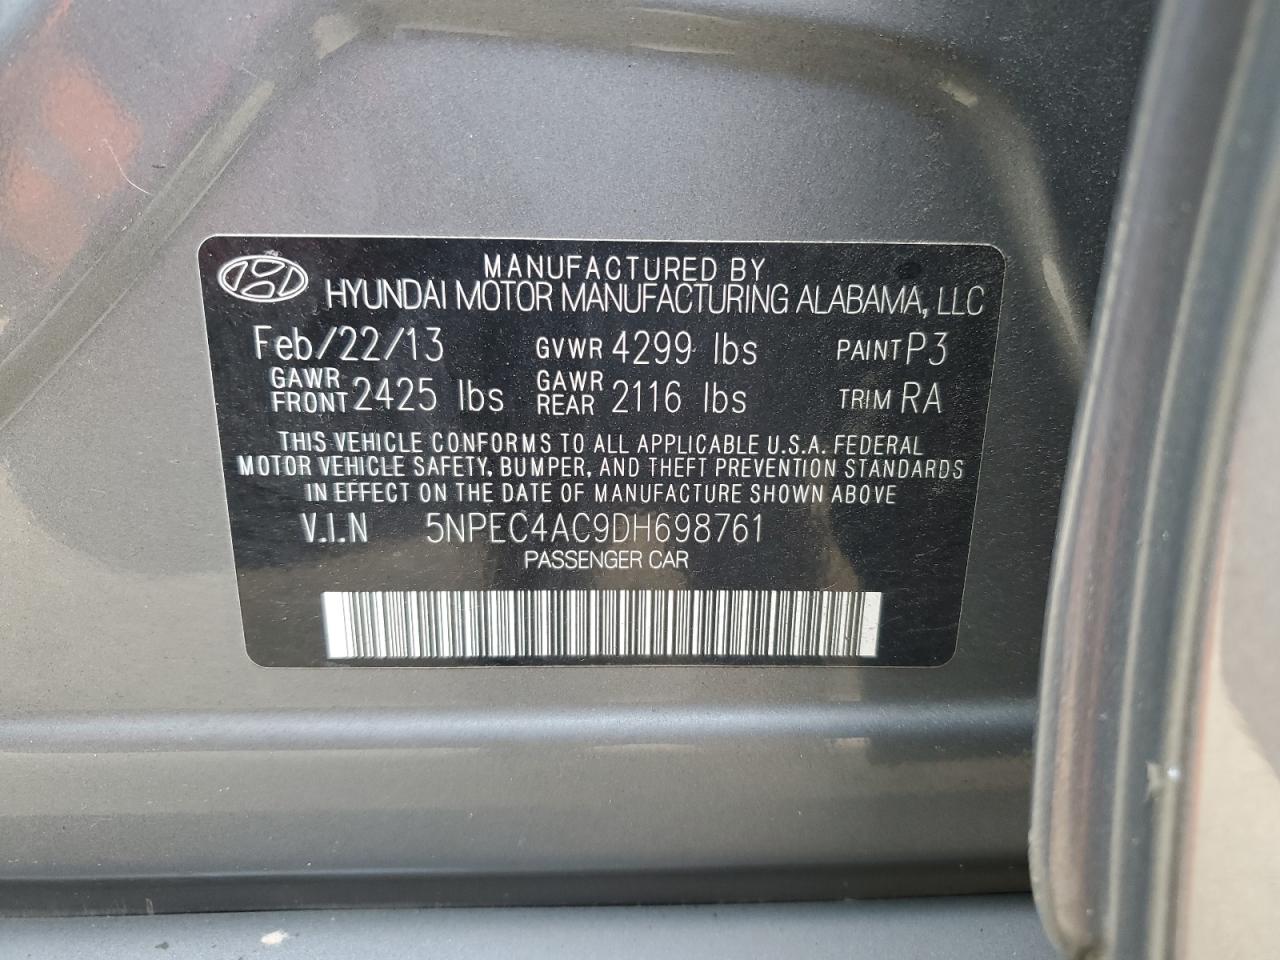 MANUFACTURED BY
HYUNDAI MOTOR MANUFACTURING ALABAMA, LLC
Feb/22/13 GVWR 4299 lbs PAINT P3
GAWR FRONT 2425 lbs GAWR REAR 2116 lbs TRIM RA
THIS VEHICLE CONFORMS TO ALL APPLICABLE U.S.A. FEDERAL
MOTOR VEHICLE SAFETY, BUMPER, AND THEFT PREVENTION STANDARDS
IN EFFECT ON THE DATE OF MANUFACTURE SHOWN ABOVE
V.I.N 5NPEC4AC9DH698761
PASSENGER CAR